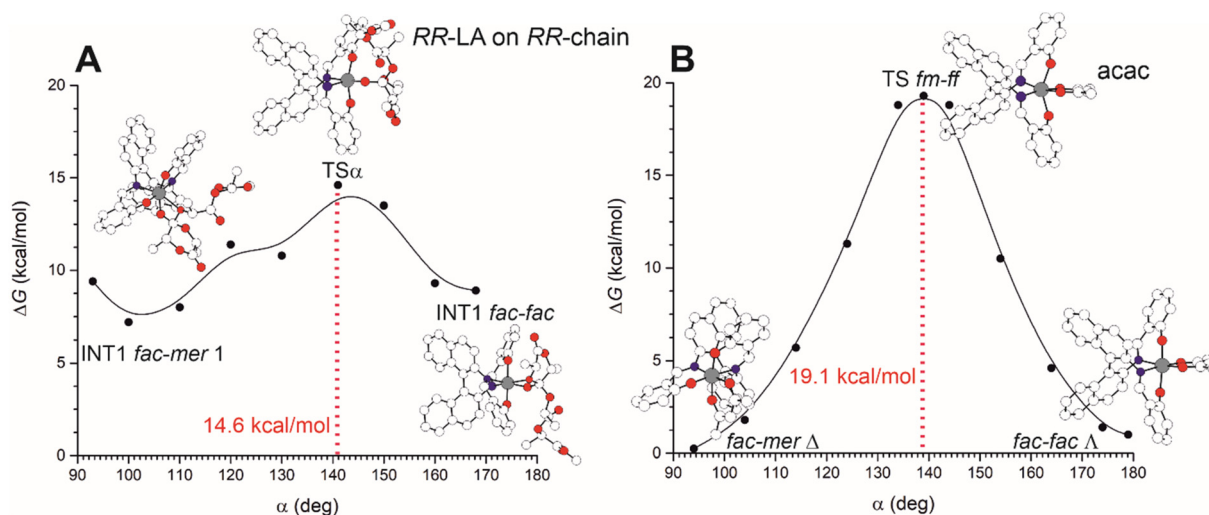 A
RR-LA on RR-chain
20
15
10
5
0
ΔG (kcal/mol)
TSα
INT1 fac-mer 1
INT1 fac-fac
14.6 kcal/mol
90 100 110 120 130 140 150 160 170 180
α (deg)
B
TS fm-ff
acac
20
15
10
5
0
ΔG (kcal/mol)
19.1 kcal/mol
fac-mer Δ
fac-fac Λ
90 100 110 120 130 140 150 160 170 180
α (deg)